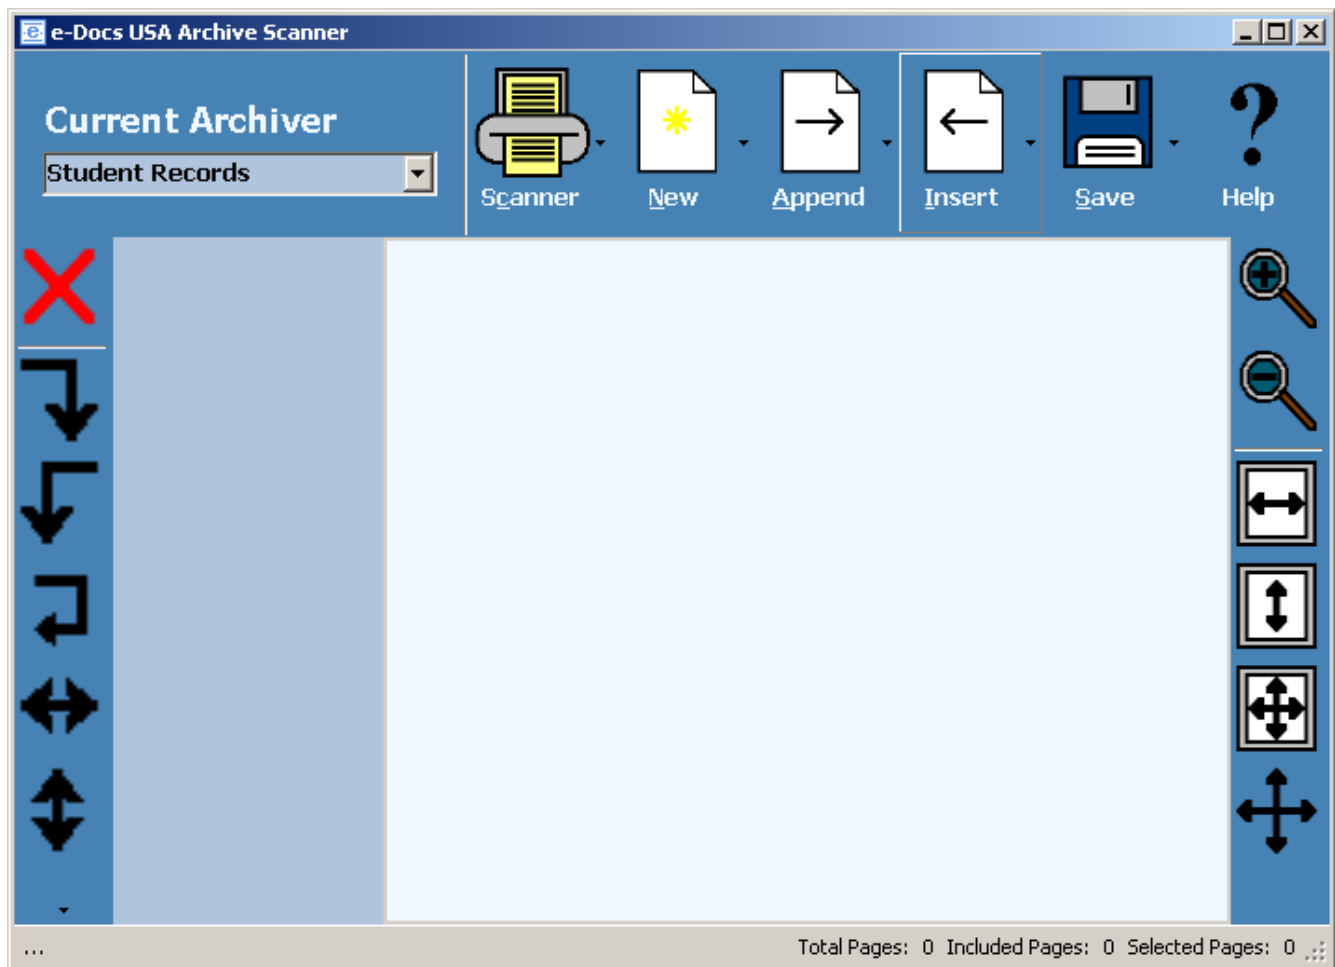 e e-Docs USA Archive Scanner
Current Archiver
Student Records
Scanner New Append Insert Save Help
... Total Pages: 0 Included Pages: 0 Selected Pages: 0